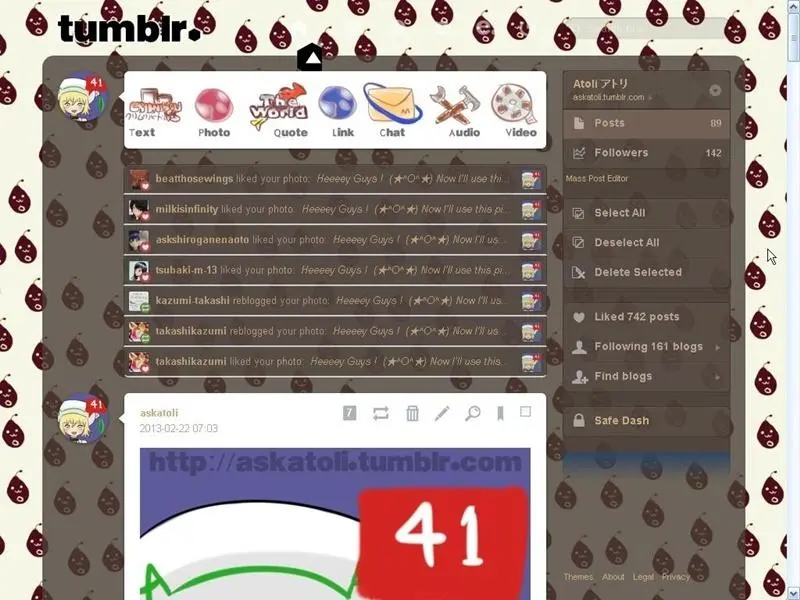 tumblr.
41
The World
Text
Photo
Quote
Link
Chat
Audio
Video
beatthosewings liked your photo: Heeeey Guys ! (★^O^★) Now I'll use thi...
milkisinfinity liked your photo: Heeeey Guys ! (★^O^★) Now I'll use this pi...
askshiroganenaoto liked your photo: Heeeey Guys ! (★^O^★) Now I'll us...
tsubaki-m-13 liked your photo: Heeeey Guys ! (★^O^★) Now I'll use this pi...
kazumi-takashi reblogged your photo: Heeeey Guys ! (★^O^★) Now I'll us...
takashikazumi reblogged your photo: Heeeey Guys ! (★^O^★) Now I'll us...
takashikazumi liked your photo: Heeeey Guys ! (★^O^★) Now I'll use this.
41
askatoli
7
2013-02-22 07:03
http://askatoli.tumblr.com
41
Atoli アトリ
askatoli.tumblr.com
Posts 89
Followers 142
Mass Post Editor
Select All
Deselect All
Delete Selected
Liked 742 posts
Following 161 blogs
Find blogs
Safe Dash
Themes About Legal Privacy